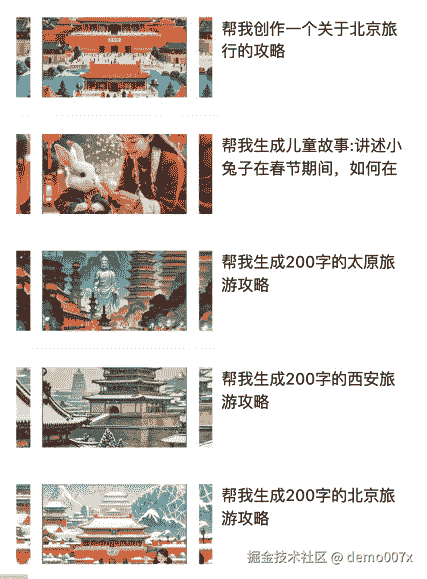 帮我创作一个关于北京旅
行的攻略
帮我生成儿童故事:讲述小
兔子在春节期间，如何在
帮我生成200字的太原旅
游攻略
帮我生成200字的西安旅
游攻略
帮我生成200字的北京旅
游攻略
掘金技术社区 @ demo007x